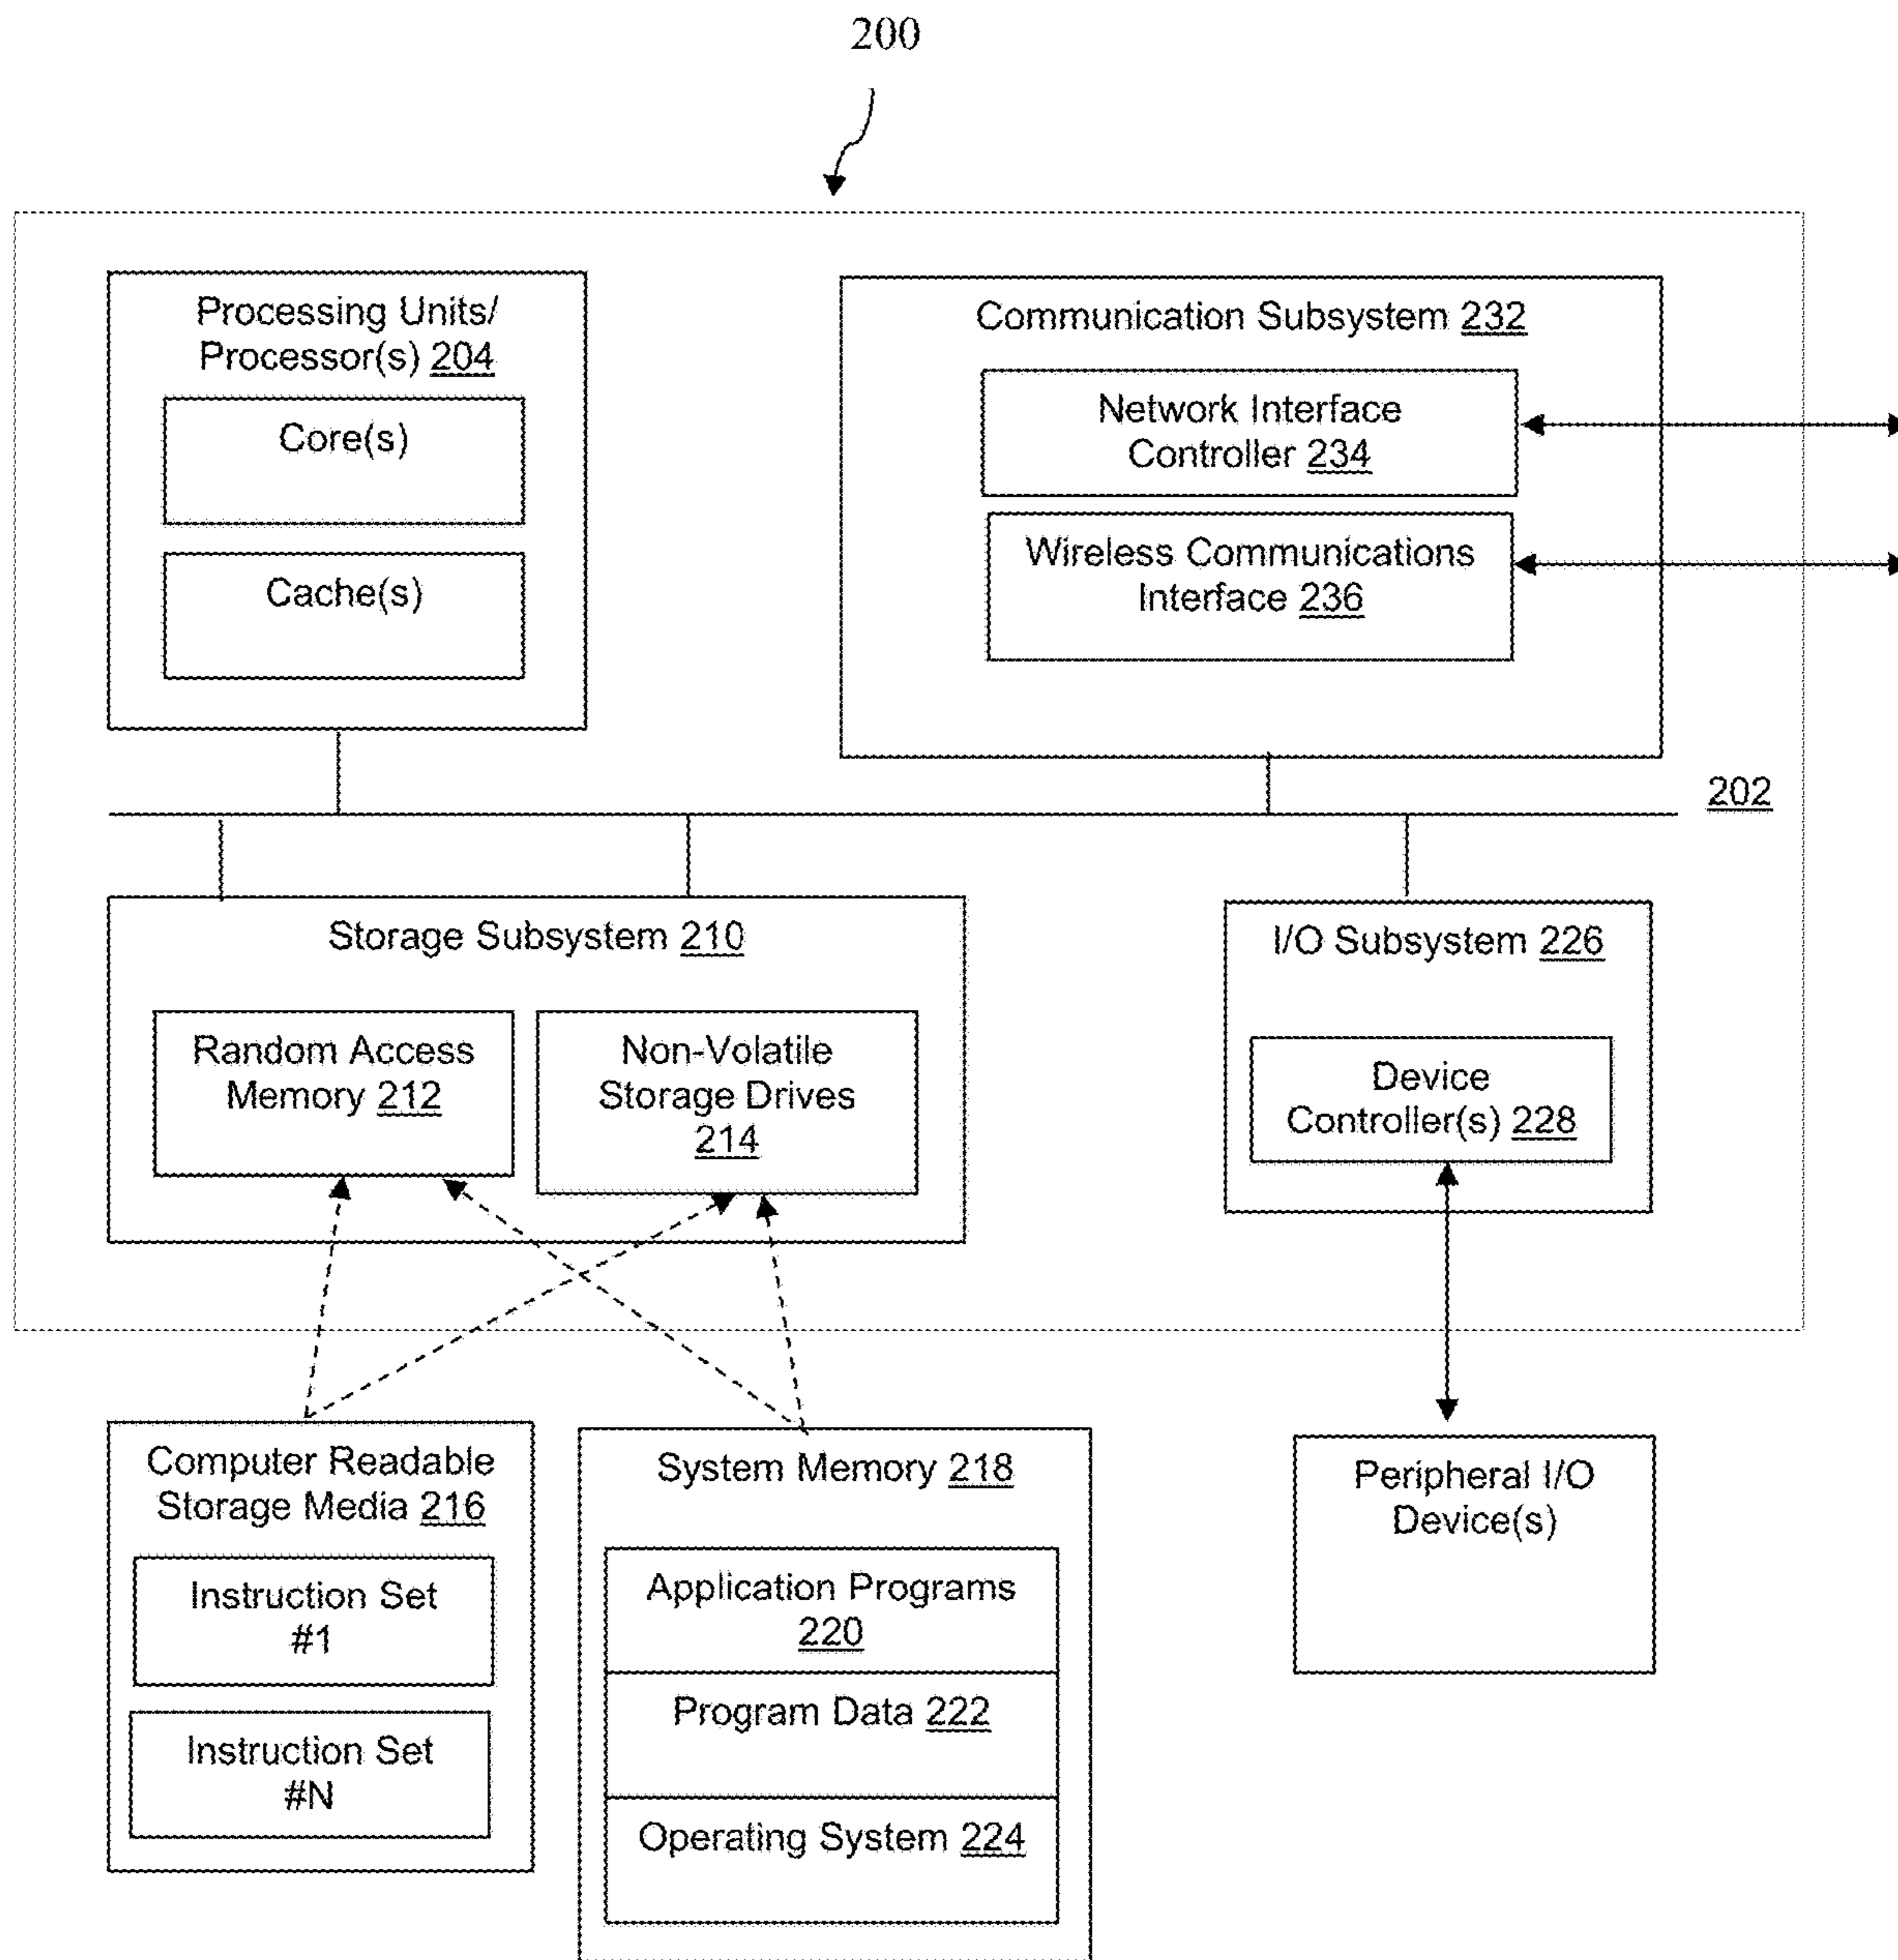 200
Processing Units/
Processor(s) 204
Core(s)
Cache(s)
Communication Subsystem 232
Network Interface
Controller 234
Wireless Communications
Interface 236
202
Storage Subsystem 210
Random Access
Memory 212
Non-Volatile
Storage Drives
214
I/O Subsystem 226
Device
Controller(s) 228
Computer Readable
Storage Media 216
Instruction Set
#1
Instruction Set
#N
System Memory 218
Application Programs
220
Program Data 222
Operating System 224
Peripheral I/O
Device(s)